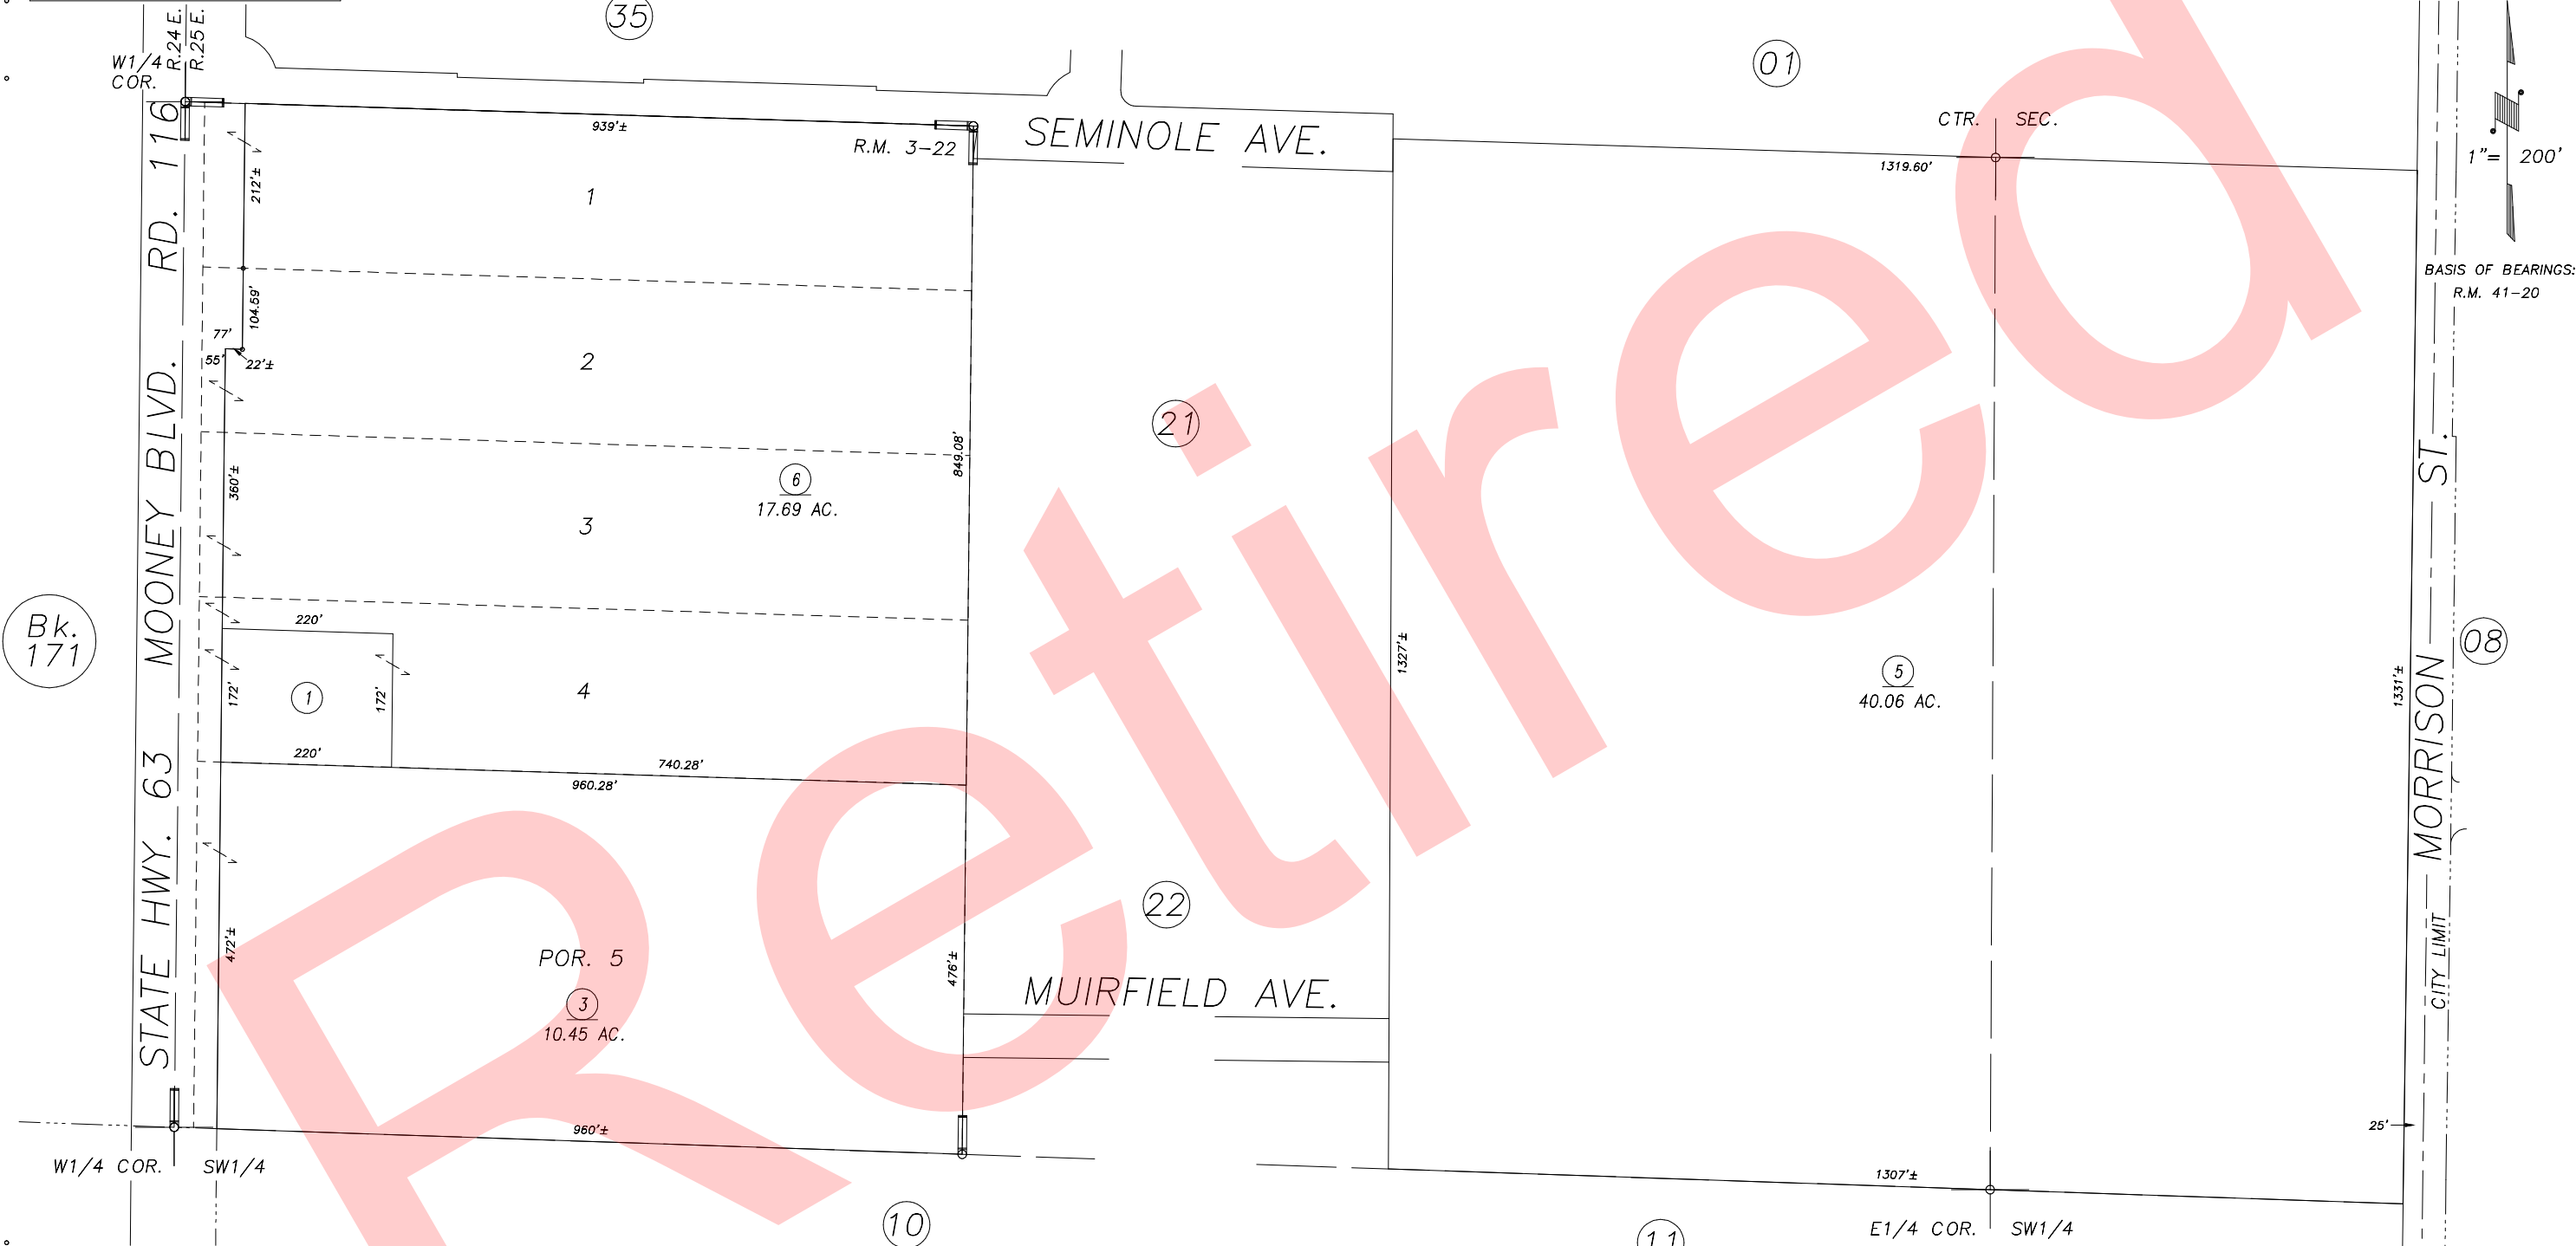 35
01
R.24 E.
R.25 E.
W1/4
COR.
939'±
R.M. 3-22
SEMINOLE AVE.
CTR. SEC.
1319.60'
1"= 200'
BASIS OF BEARINGS:
R.M. 41-20
212'±
104.59'
77'
55'
22'±
1
2
3
4
360'±
6
17.69 AC.
849.08'
21
STATE HWY. 63 MOONEY BLVD. RD. 116
Bk.
171
220'
172'
1
172'
220'
740.28'
960.28'
1327'±
5
40.06 AC.
1331'±
MORRISON ST.
08
22
472'±
POR. 5
3
10.45 AC.
476'±
MUIRFIELD AVE.
CITY LIMIT
25'
960'±
W1/4 COR. SW1/4
1307'±
10
11
E1/4 COR. SW1/4
Retired